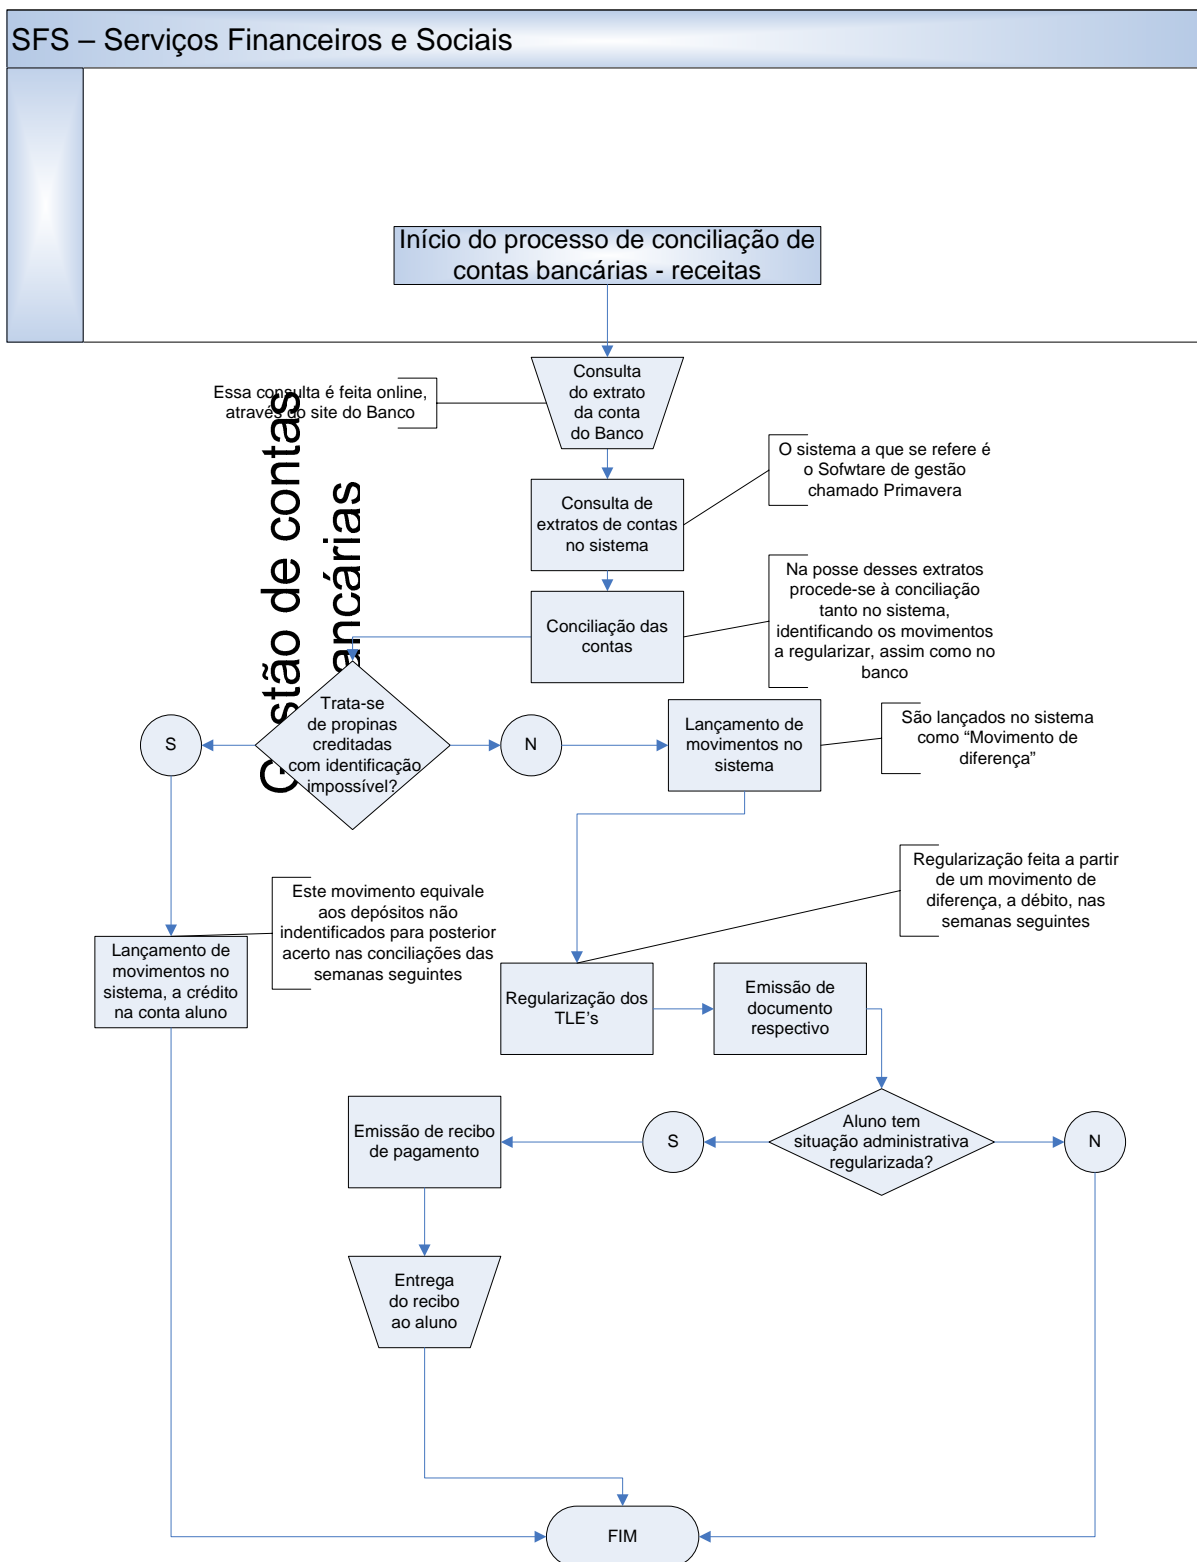 SFS – Serviços Financeiros e Sociais
Início do processo de conciliação de
contas bancárias - receitas
Consulta
do extrato
da conta
do Banco
Essa consulta é feita online,
através do site do Banco
O sistema a que se refere é
o Sofwtare de gestão
chamado Primavera
Consulta de
extratos de contas
no sistema
Gestão de contas
bancárias
Na posse desses extratos
procede-se à conciliação
tanto no sistema,
identificando os movimentos
a regularizar, assim como no
banco
Conciliação das
contas
Trata-se
de propinas
creditadas
com identificação
impossível?
S
N
Lançamento de
movimentos no
sistema
São lançados no sistema
como “Movimento de
diferença”
Regularização feita a partir
de um movimento de
diferença, a débito, nas
semanas seguintes
Este movimento equivale
aos depósitos não
indentificados para posterior
acerto nas conciliações das
semanas seguintes
Lançamento de
movimentos no
sistema, a crédito
na conta aluno
Regularização dos
TLE’s
Emissão de
documento
respectivo
Aluno tem
situação administrativa
regularizada?
S
N
Emissão de recibo
de pagamento
Entrega
do recibo
ao aluno
FIM